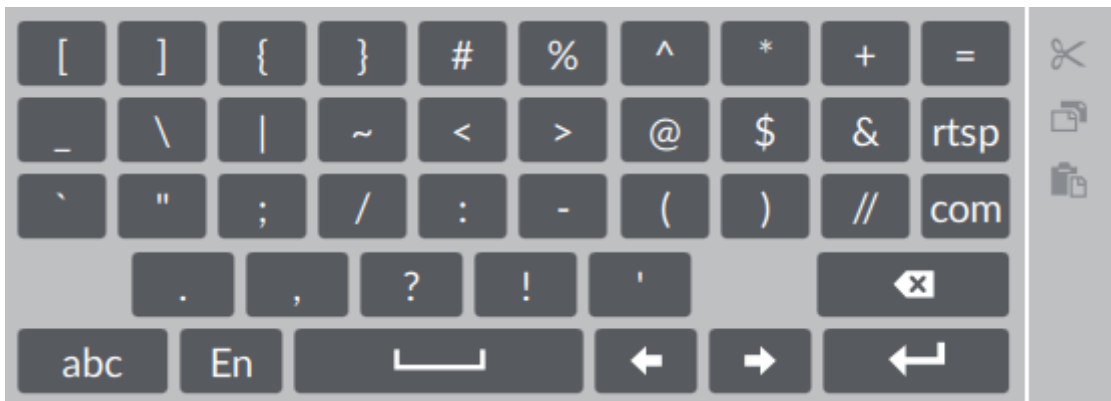 [ ] { } # % ^ * + =
_ \ | ~ < > @ $ & rtsp
` " ; / : - ( ) // com
. , ? ! '
abc En